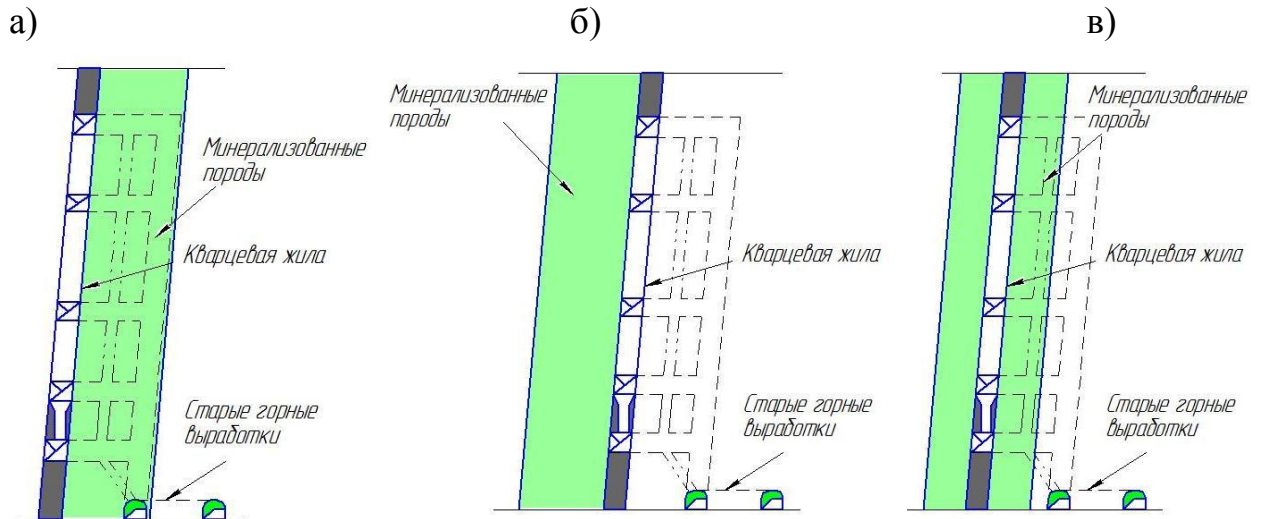 а)
б)
в)
Минерализованные
породы
Кварцевая жила
Старые горные
выработки
Минерализованные
породы
Кварцевая жила
Старые горные
выработки
Минерализованные
породы
Кварцевая жила
Старые горные
выработки